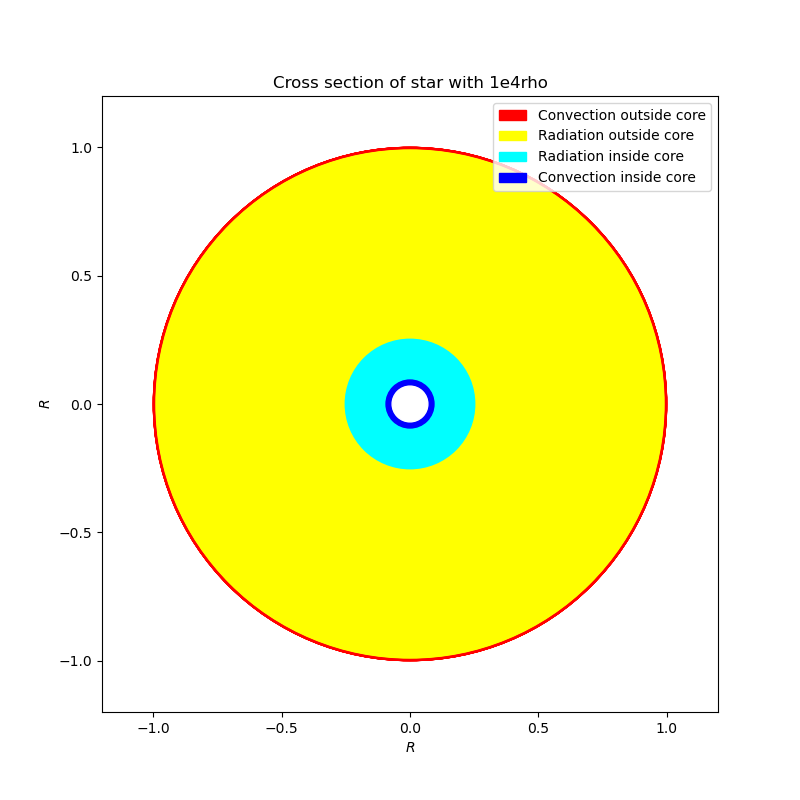 Cross section of star with 1e4rho
Convection outside core
Radiation outside core
Radiation inside core
Convection inside core
1.0
0.5
0.0
−0.5
−1.0
R
−1.0
−0.5
0.0
0.5
1.0
R